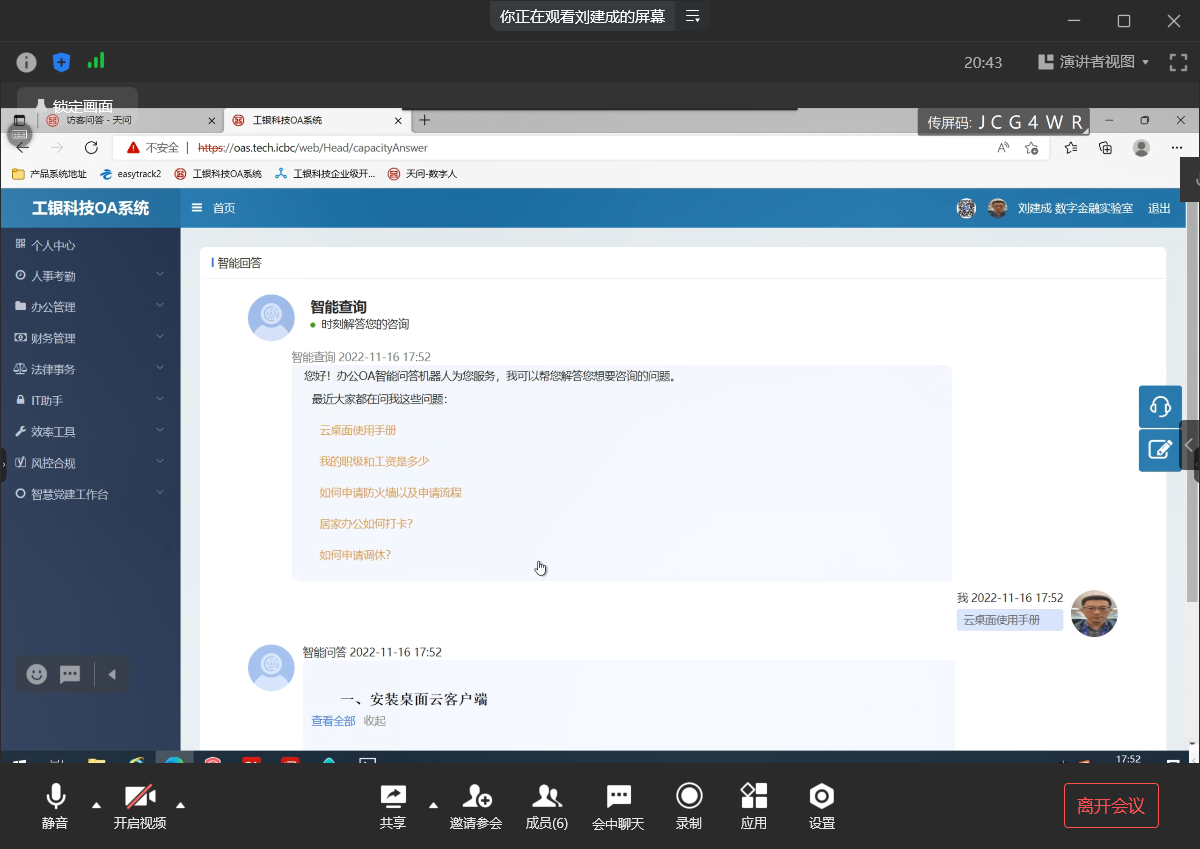 你正在观看刘建成的屏幕
20:43
演讲者视图
锁定画面
访客问答 - 天问
工银科技OA系统
传屏码: J C G 4 W R
不安全
https://oas.tech.icbc/web/Head/capacityAnswer
产品系统地址
easytrack2
工银科技OA系统
工银科技企业级开...
天问-数字人
工银科技OA系统
首页
刘建成 数字金融实验室
退出
个人中心
人事考勤
办公管理
财务管理
法律事务
IT助手
效率工具
风控合规
智慧党建工作台
智能回答
智能查询
时刻解答您的咨询
智能查询 2022-11-16 17:52
您好！办公OA智能问答机器人为您服务，我可以帮您解答您想要咨询的问题。
最近大家都在问我这些问题：
云桌面使用手册
我的职级和工资是多少
如何申请防火墙以及申请流程
居家办公如何打卡?
如何申请调休?
我 2022-11-16 17:52
云桌面使用手册
智能问答 2022-11-16 17:52
一、安装桌面云客户端
查看全部 收起
17:52
静音
开启视频
共享
邀请参会
成员(6)
会中聊天
录制
应用
设置
离开会议